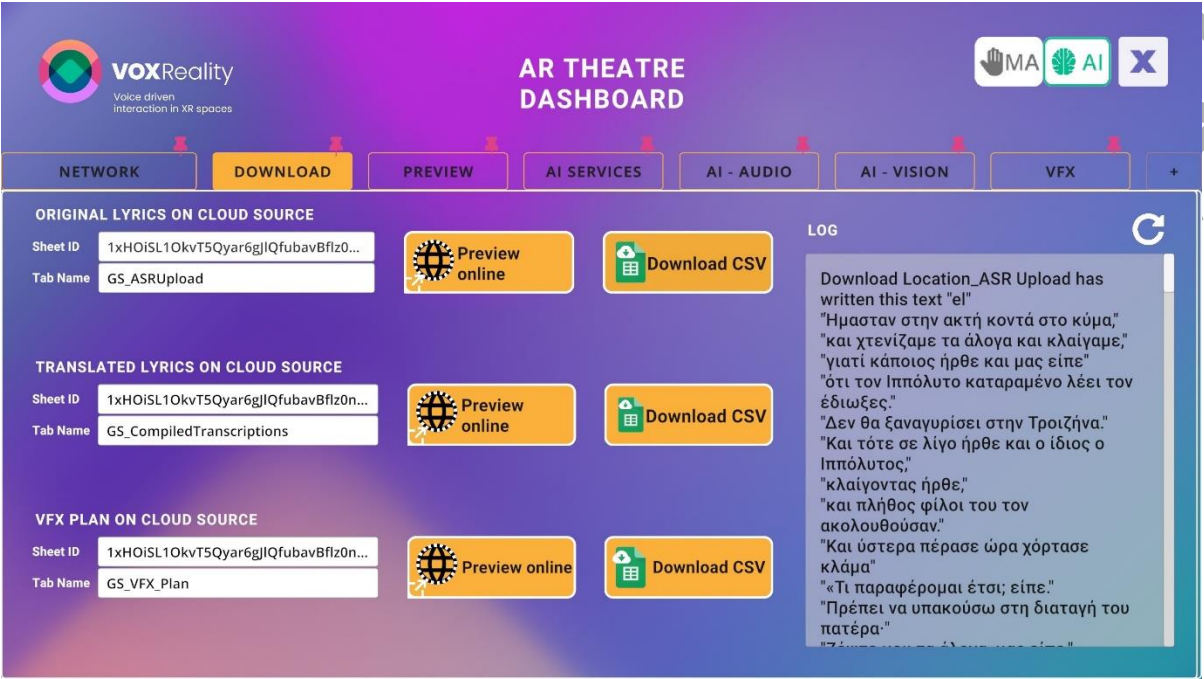 VOXReality
Voice driven
interaction in XR spaces
AR THEATRE
DASHBOARD
MA
AI
X
NETWORK
DOWNLOAD
PREVIEW
AI SERVICES
AI - AUDIO
AI - VISION
VFX
+
ORIGINAL LYRICS ON CLOUD SOURCE
Sheet ID
Tab Name GS_ASRUpload
Preview
online
Download CSV
TRANSLATED LYRICS ON CLOUD SOURCE
Sheet ID
Tab Name GS_CompiledTranscriptions
Preview
online
Download CSV
VFX PLAN ON CLOUD SOURCE
Sheet ID
Tab Name GS_VFX_Plan
Preview online
Download CSV
LOG
Download Location_ASR Upload has
written this text "el"
"Ήμασταν στην ακτή κοντά στο κύμα,"
"και χτενίζαμε τα άλογα και κλαίγαμε,"
"γιατί κάποιος ήρθε και μας είπε"
"ότι τον Ιππόλυτο καταραμένο λέει τον
έδιωξες."
"Δεν θα ξαναγυρίσει στην Τροιζήνα."
"Και τότε σε λίγο ήρθε και ο ίδιος ο
Ιππόλυτος,"
"κλαίγοντας ήρθε,"
"και πλήθος φίλοι του τον
ακολουθούσαν."
"Και ύστερα πέρασε ώρα χόρτασε
κλάμα"
"«Τι παραφέρομαι έτσι; είπε."
"Πρέπει να υπακούσω στη διαταγή του
πατέρα·"